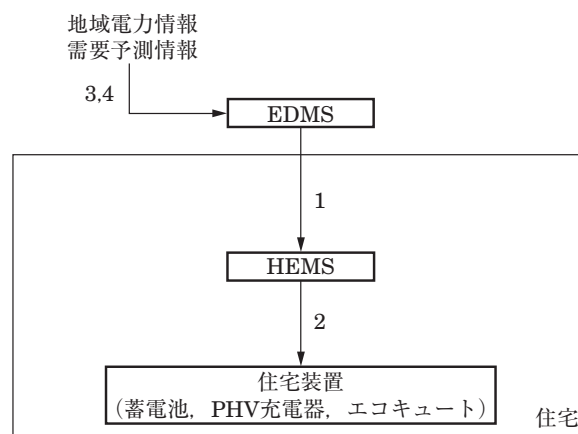 地域電力情報
需要予測情報
3,4
EDMS
1
HEMS
2
住宅装置
(蓄電池，PHV充電器，エコキュート)
住宅